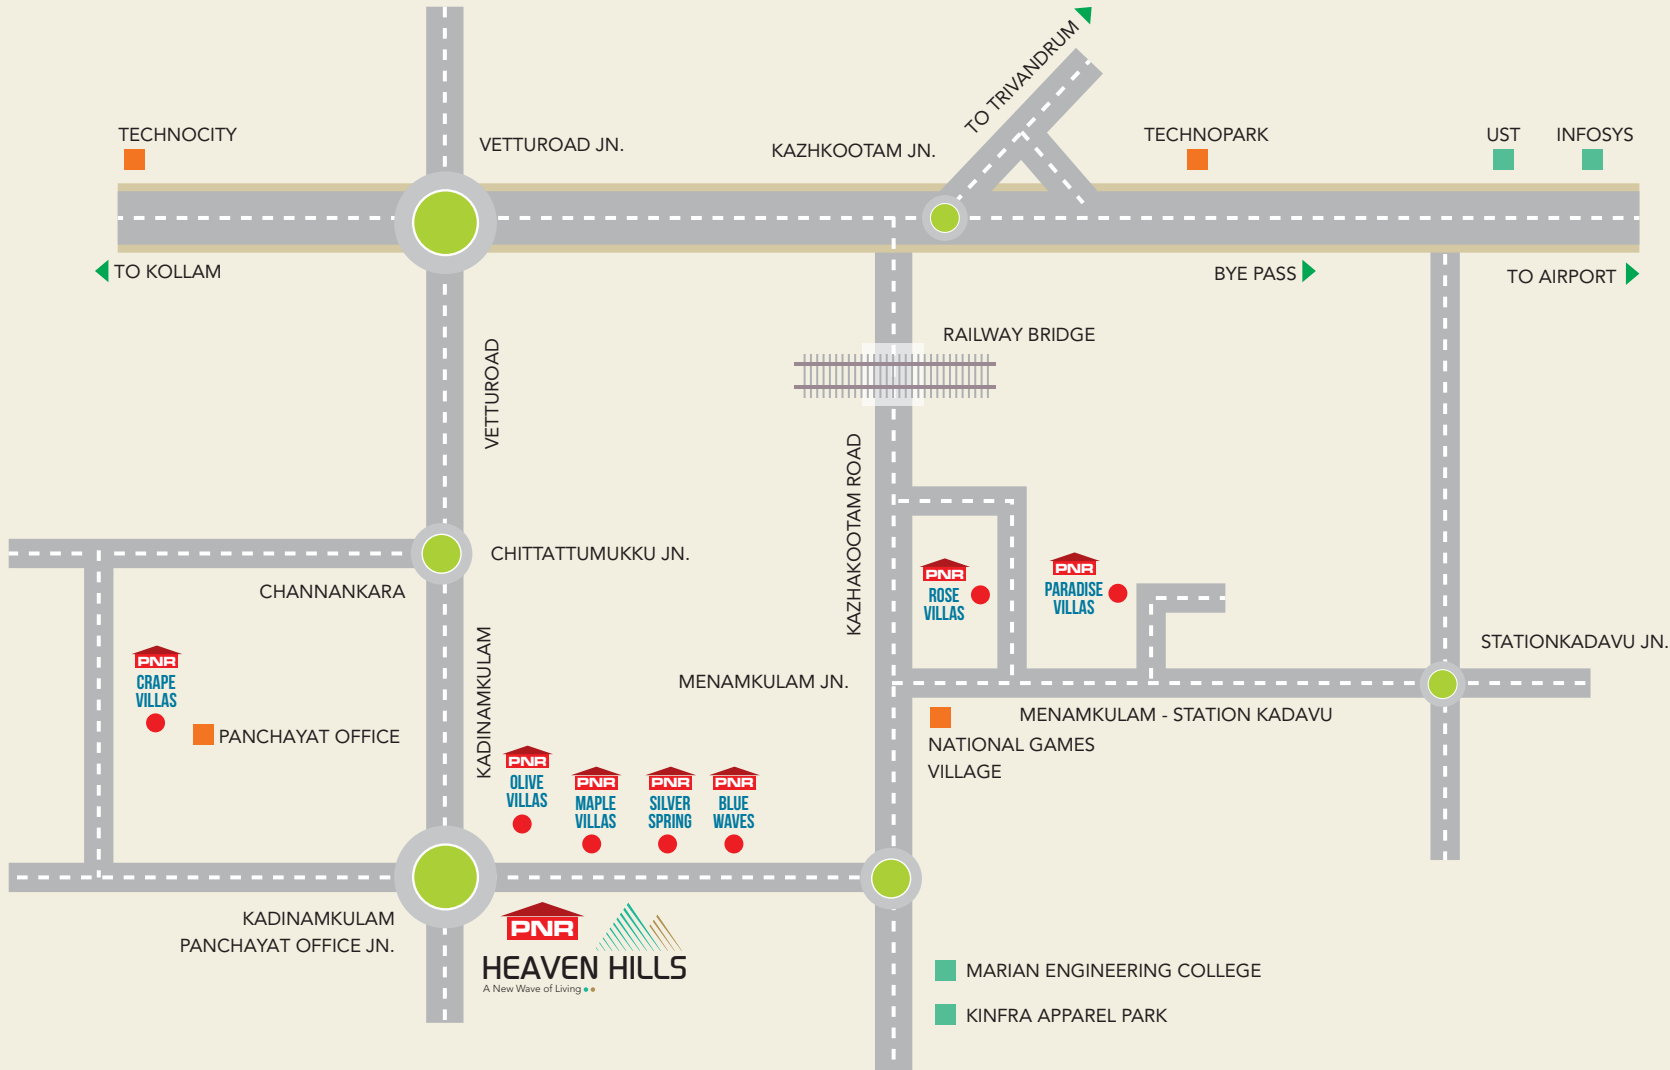 TO TRIVANDRUM
TECHNOCITY
VETTUROAD JN.
KAZHKOOTAM JN.
TECHNOPARK
UST
INFOSYS
TO KOLLAM
BYE PASS
TO AIRPORT
RAILWAY BRIDGE
VETTUROAD
KAZHAKOOTAM ROAD
CHITTATTUMUKKU JN.
CHANNANKARA
PNR
ROSE
VILLAS
PNR
PARADISE
VILLAS
KADINAMKULAM
STATIONKADAVU JN.
PNR
CRAPE
VILLAS
MENAMKULAM JN.
MENAMKULAM - STATION KADAVU
PANCHAYAT OFFICE
NATIONAL GAMES
VILLAGE
PNR
OLIVE
VILLAS
PNR
MAPLE
VILLAS
PNR
SILVER
SPRING
PNR
BLUE
WAVES
KADINAMKULAM
PANCHAYAT OFFICE JN.
PNR
HEAVEN HILLS
A New Wave of Living
MARIAN ENGINEERING COLLEGE
KINFRA APPAREL PARK